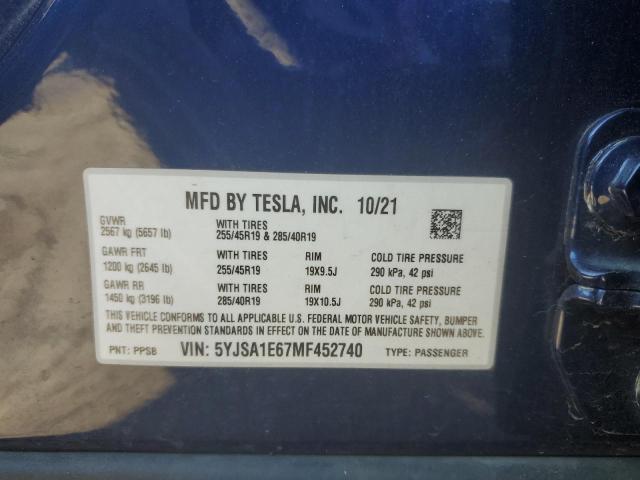 MFD BY TESLA, INC. 10/21
GVWR
2567 kg (5657 lb)
WITH TIRES
255/45R19 & 285/40R19
GAWR FRT
1200 kg (2645 lb)
WITH TIRES
255/45R19
RIM
19X9.5J
COLD TIRE PRESSURE
290 kPa, 42 psi
GAWR RR
1450 kg (3196 lb)
WITH TIRES
285/40R19
RIM
19X10.5J
COLD TIRE PRESSURE
290 kPa, 42 psi
THIS VEHICLE CONFORMS TO ALL APPLICABLE U.S. FEDERAL MOTOR VEHICLE SAFETY, BUMPER
AND THEFT PREVENTION STANDARDS IN EFFECT ON THE DATE OF MANUFACTURE SHOWN ABOVE.
PNT: PPSB VIN: 5YJSA1E67MF452740 TYPE: PASSENGER